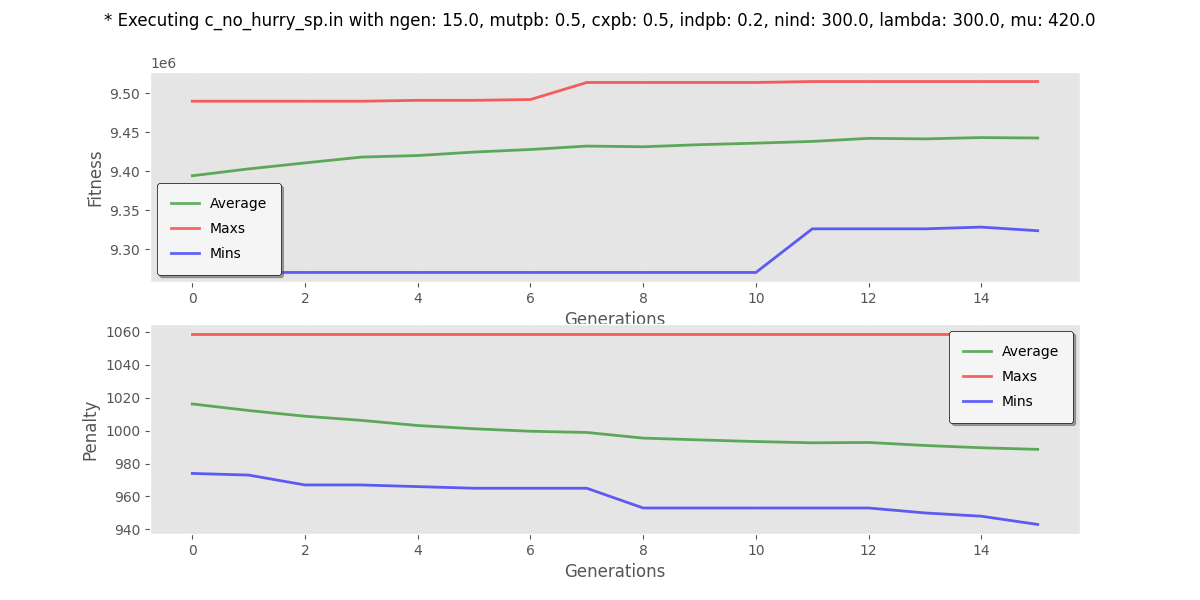 * Executing c_no_hurry_sp.in with ngen: 15.0, mutpb: 0.5, cxpb: 0.5, indpb: 0.2, nind: 300.0, lambda: 300.0, mu: 420.0
1e6
9.50
9.45
9.40
9.35
9.30
Fitness
Average
Maxs
Mins
0 2 4 6 8 10 12 14
Generations
1060
1040
1020
1000
980
960
940
Penalty
Average
Maxs
Mins
0 2 4 6 8 10 12 14
Generations